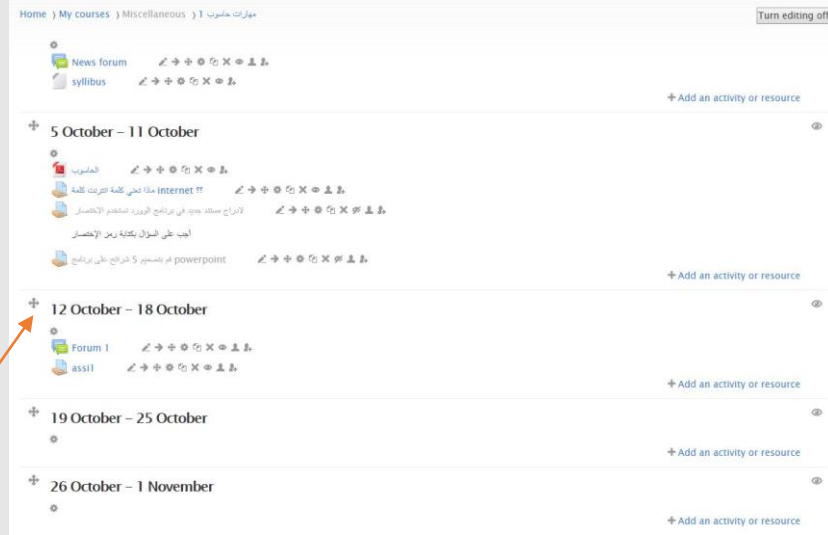 Home ⟩ My courses ⟩ Miscellaneous ⟩ مهارات حاسوب 1
Turn editing off
News forum
syllibus
+ Add an activity or resource
5 October – 11 October
الحاسوب
ماذا تعني كلمة انترنت كلمة internet ؟؟
لادراج مستند جديد في برنامج الوورد نستخدم الاختصار
أجب على السؤال بكتابة رمز الإختصار
قم بتصميم 5 شرائح على برنامج powerpoint
+ Add an activity or resource
12 October – 18 October
Forum 1
assi1
+ Add an activity or resource
19 October – 25 October
+ Add an activity or resource
26 October – 1 November
+ Add an activity or resource